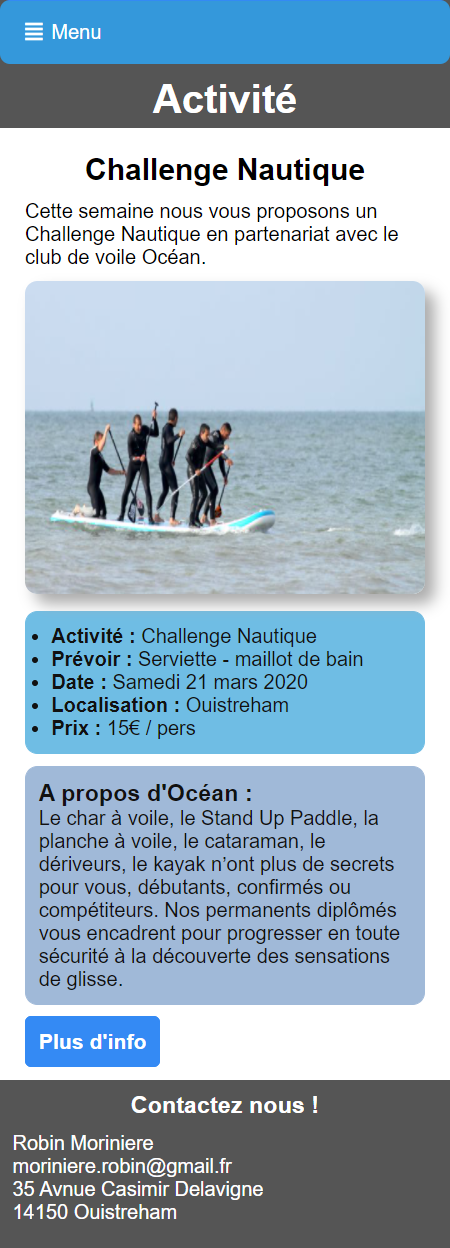 Menu
Activité
Challenge Nautique
Cette semaine nous vous proposons un
Challenge Nautique en partenariat avec le
club de voile Océan.
Activité : Challenge Nautique
Prévoir : Serviette - maillot de bain
Date : Samedi 21 mars 2020
Localisation : Ouistreham
Prix : 15€ / pers
A propos d'Océan :
Le char à voile, le Stand Up Paddle, la
planche à voile, le cataraman, le
dériveurs, le kayak n’ont plus de secrets
pour vous, débutants, confirmés ou
compétiteurs. Nos permanents diplômés
vous encadrent pour progresser en toute
sécurité à la découverte des sensations
de glisse.
Plus d'info
Contactez nous !
Robin Moriniere
moriniere.robin@gmail.fr
35 Avnue Casimir Delavigne
14150 Ouistreham